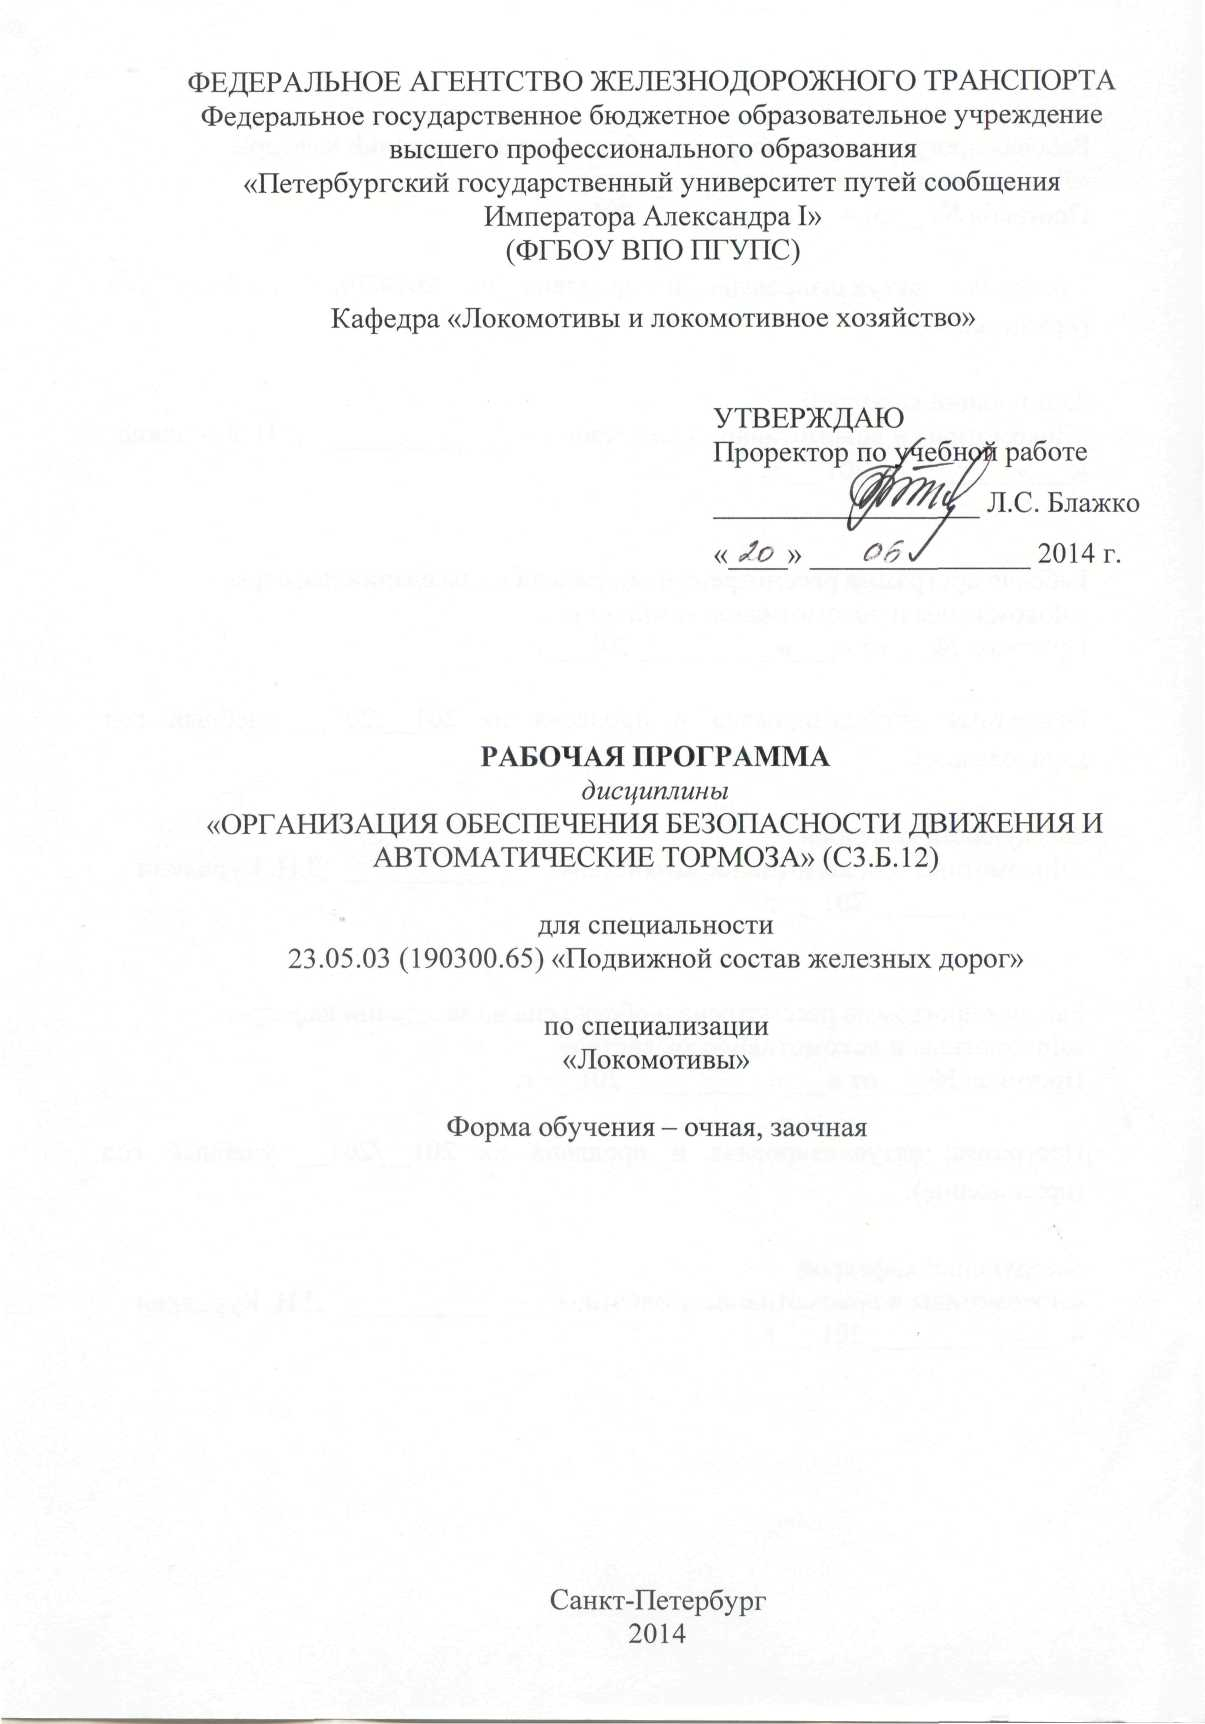 ФЕДЕРАЛЬНОЕ АГЕНТСТВО ЖЕЛЕЗНОДОРОЖНОГО ТРАНСПОРТА
Федеральное государственное бюджетное образовательное учреждение
высшего профессионального образования
«Петербургский государственный университет путей сообщения
Императора Александра I»
(ФГБОУ ВПО ПГУПС)
Кафедра «Локомотивы и локомотивное хозяйство»
УТВЕРЖДАЮ
Проректор по учебной работе
Л.С. Блажко
«20» 06 2014 г.
РАБОЧАЯ ПРОГРАММА
дисциплины
«ОРГАНИЗАЦИЯ ОБЕСПЕЧЕНИЯ БЕЗОПАСНОСТИ ДВИЖЕНИЯ И
АВТОМАТИЧЕСКИЕ ТОРМОЗА» (С3.Б.12)
для специальности
23.05.03 (190300.65) «Подвижной состав железных дорог»
по специализации
«Локомотивы»
Форма обучения – очная, заочная
Санкт-Петербург
2014